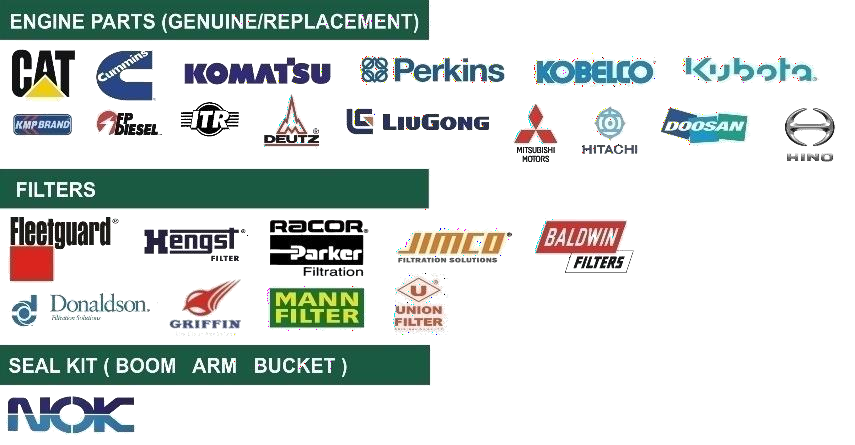 ENGINE PARTS (GENUINE/REPLACEMENT)
CAT Cummins KOMATSU Perkins KOBELCO Kubota
KMP BRAND FP DIESEL ITR DEUTZ LIUGONG MITSUBISHI MOTORS HITACHI DOOSAN HINO
FILTERS
Fleetguard® Hengst® FILTER RACOR® Parker Filtration JIMCO® FILTRATION SOLUTIONS BALDWIN FILTERS
Donaldson. Filtration Solutions GRIFFIN MANN FILTER U UNION FILTER
SEAL KIT ( BOOM ARM BUCKET )
NOK